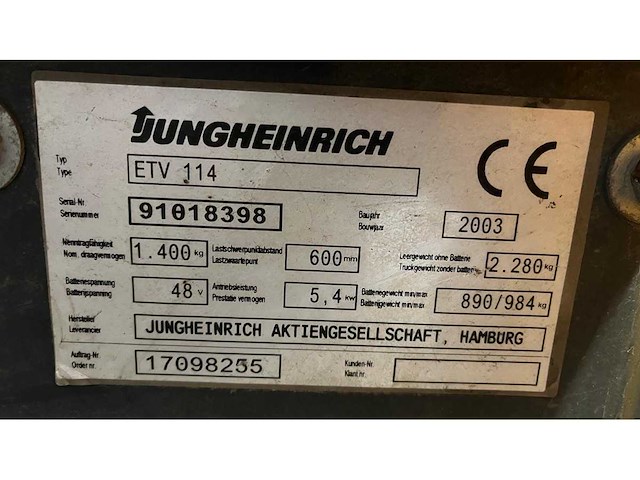 JUNGHEINRICH
CE
Typ
Type
ETV 114
Serial-Nr.
Serienummer
91018398
Baujahr
Bouwjaar
2003
Nenntragfähigkeit
Nom. draagvermogen
1.400 kg
Lastschwerpunktabstand
Lastzwaartepunt
600 mm
Leergewicht ohne Batterie
Truckgewicht zonder batterij
2.280 kg
Batteriespannung
Batterijspanning
48 V
Antriebsleistung
Prestatie vermogen
5,4 kW
Batteriegewicht min/max
Batterijgewicht min/max
890/984 kg
Hersteller
Leverancier
JUNGHEINRICH AKTIENGESELLSCHAFT, HAMBURG
Auftrag-Nr.
Order nr.
17098255
Kunden-Nr.
Klant nr.